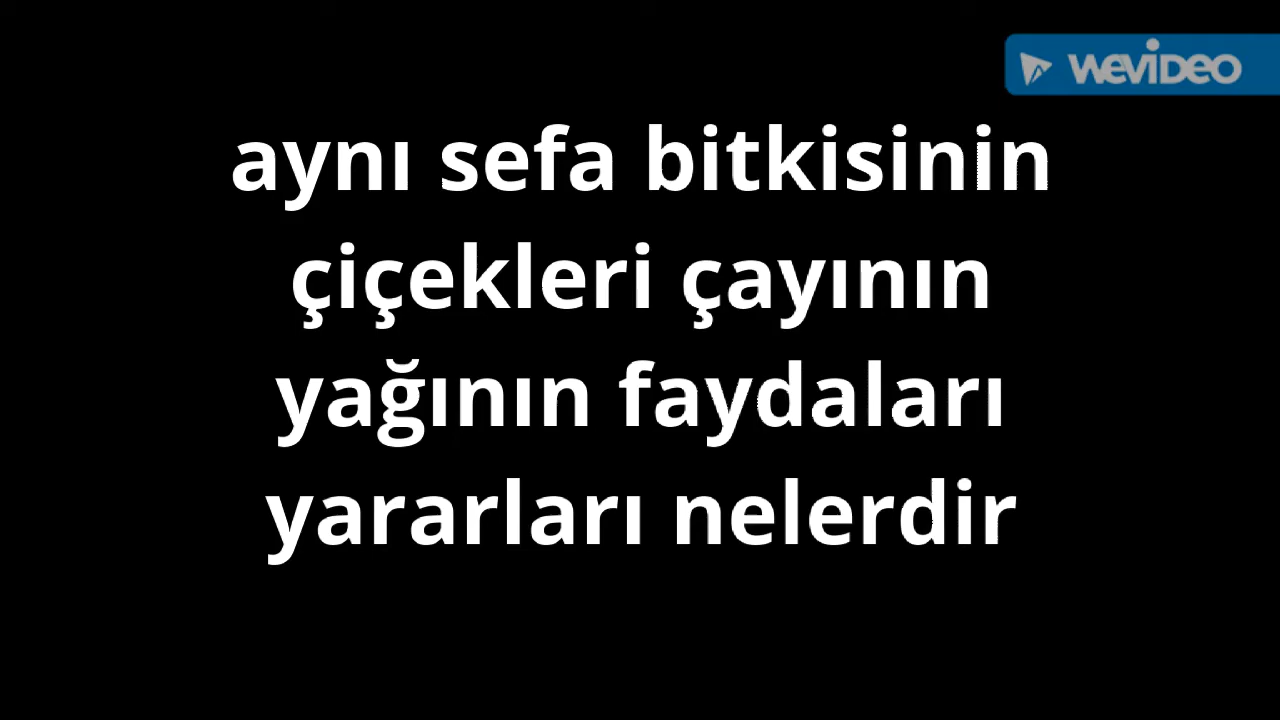 WEVIDEO
aynı sefa bitkisinin
çiçekleri çayının
yağının faydaları
yararları nelerdir